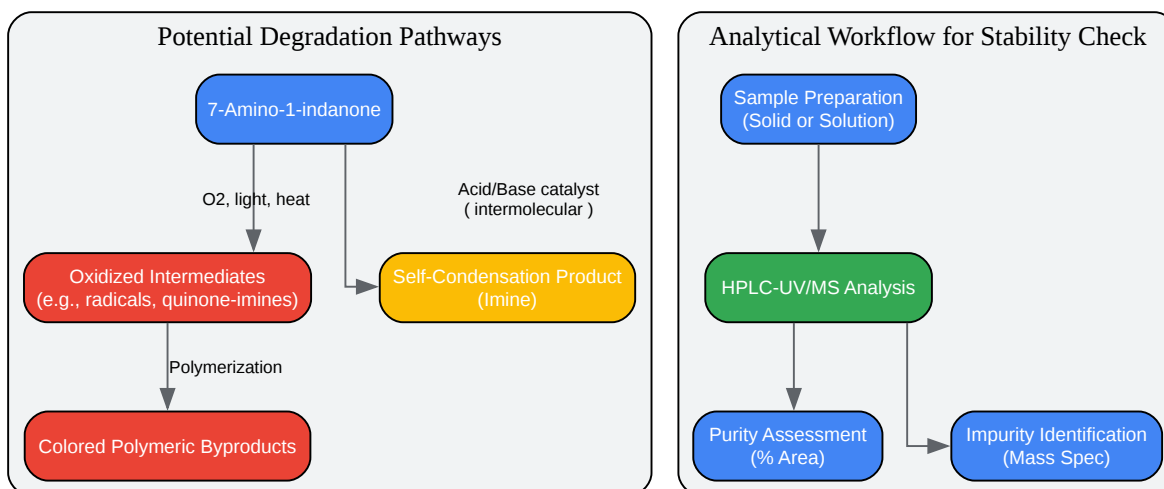 Potential Degradation Pathways
7-Amino-1-indanone
O2, light, heat
Acid/Base catalyst
( intermolecular )
Oxidized Intermediates
(e.g., radicals, quinone-imines)
Self-Condensation Product
(Imine)
Polymerization
Colored Polymeric Byproducts
Analytical Workflow for Stability Check
Sample Preparation
(Solid or Solution)
HPLC-UV/MS Analysis
Purity Assessment
(% Area)
Impurity Identification
(Mass Spec)